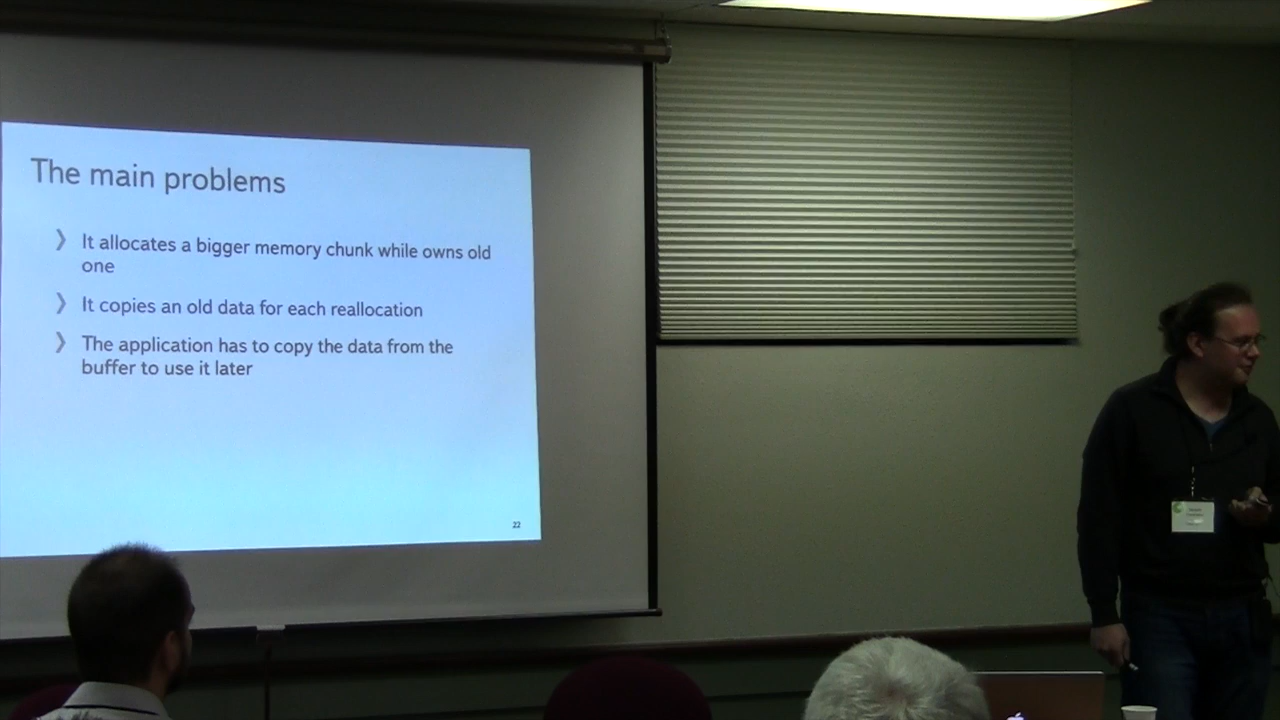 The main problems
》 It allocates a bigger memory chunk while owns old
one
》 It copies an old data for each reallocation
》 The application has to copy the data from the
buffer to use it later
22